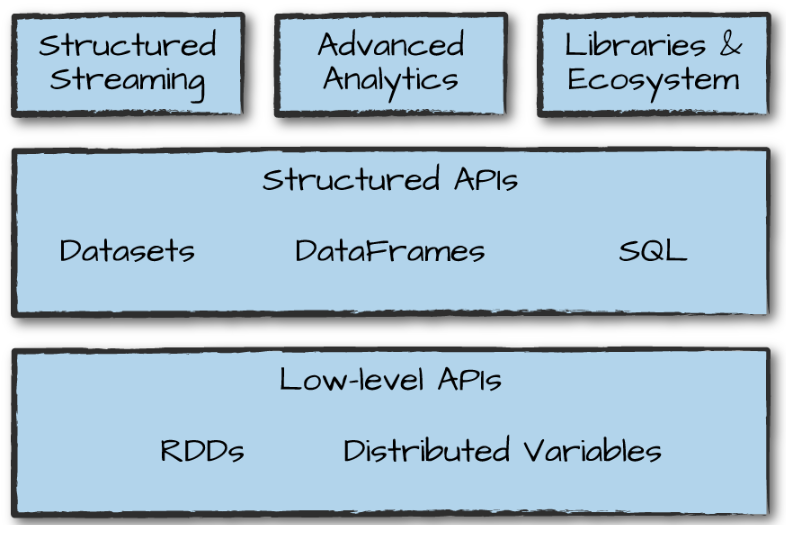 Structured
Streaming
Advanced
Analytics
Libraries &
Ecosystem
Structured APIs
Datasets DataFrames SQL
Low-level APIs
RDDs Distributed Variables